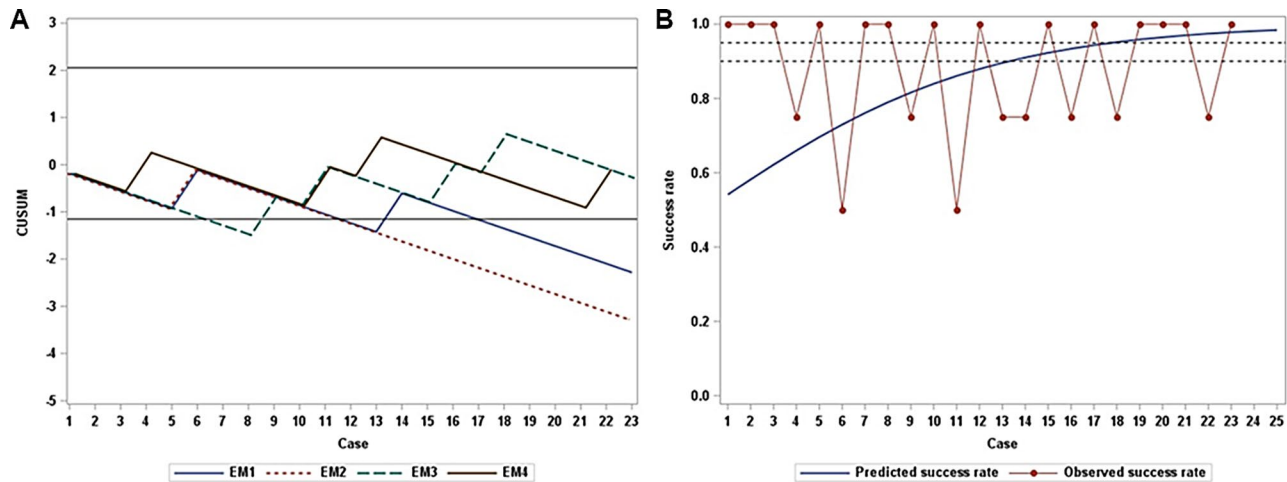 A
3
2
1
0
-1
-2
-3
-4
-5
CUSUM
1 2 3 4 5 6 7 8 9 10 11 12 13 14 15 16 17 18 19 20 21 22 23
Case
EM1 EM2 EM3 EM4
B
1.0
0.8
0.6
0.4
0.2
0.0
Success rate
1 2 3 4 5 6 7 8 9 10 11 12 13 14 15 16 17 18 19 20 21 22 23 24 25
Case
Predicted success rate Observed success rate